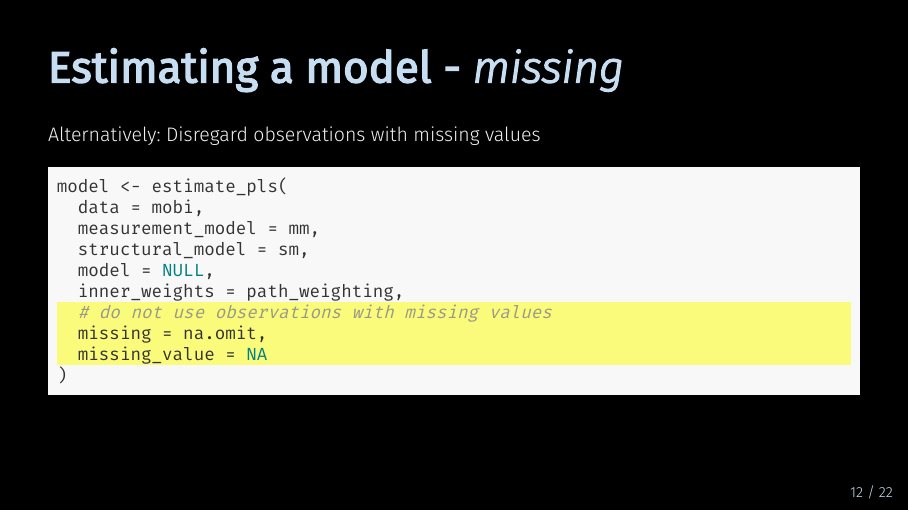 Estimating a model - missing
Alternatively: Disregard observations with missing values
model <- estimate_pls(
  data = mobi,
  measurement_model = mm,
  structural_model = sm,
  model = NULL,
  inner_weights = path_weighting,
  # do not use observations with missing values
  missing = na.omit,
  missing_value = NA
)
12 / 22